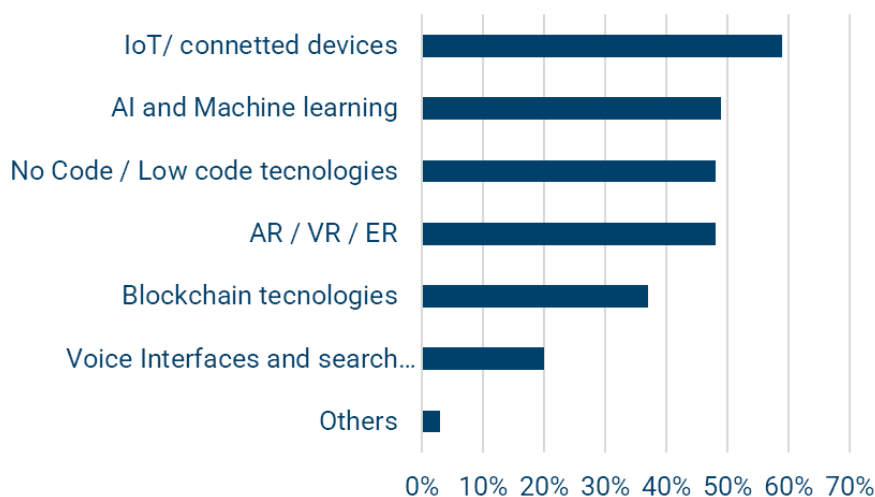 IoT/ connetted devices
AI and Machine learning
No Code / Low code tecnologies
AR / VR / ER
Blockchain tecnologies
Voice Interfaces and search...
Others
0% 10% 20% 30% 40% 50% 60% 70%